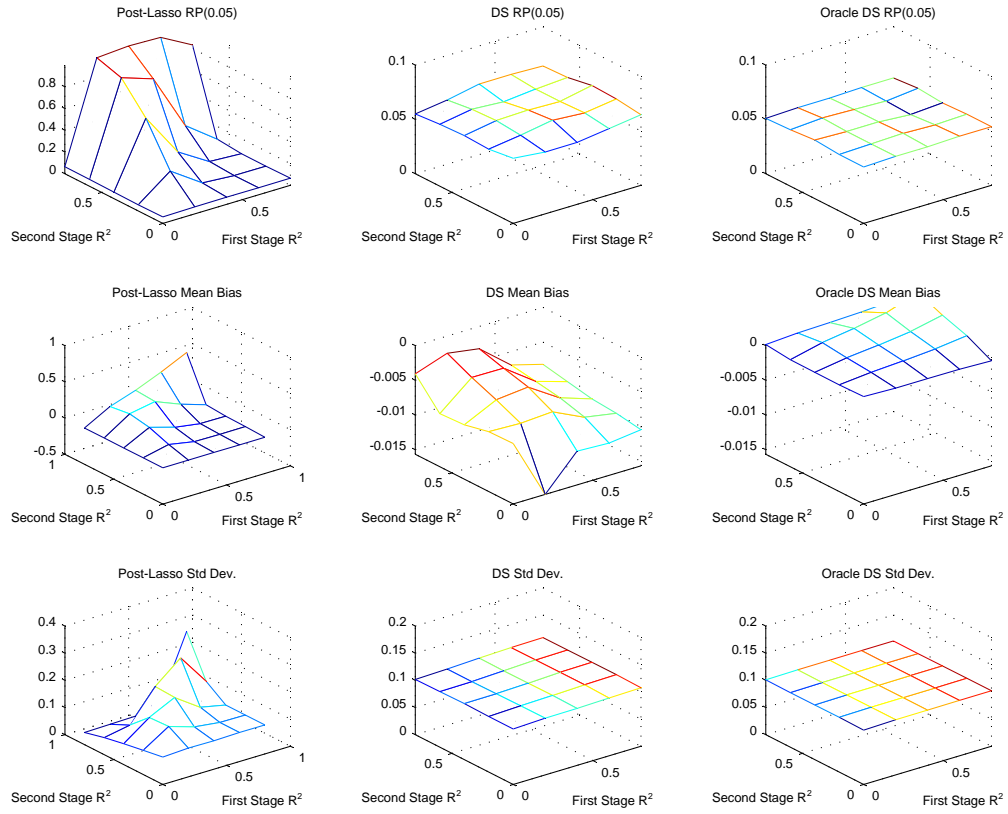 Post-Lasso RP(0.05)
0.8
0.6
0.4
0.2
0
0.5
0
0
0.5
Second Stage R²
First Stage R²
DS RP(0.05)
0.1
0.05
0
0.5
0
0
0.5
Second Stage R²
First Stage R²
Oracle DS RP(0.05)
0.1
0.05
0
0.5
0
0
0.5
Second Stage R²
First Stage R²
Post-Lasso Mean Bias
1
0.5
0
-0.5
1
0.5
0
0
0.5
1
Second Stage R²
First Stage R²
DS Mean Bias
0
-0.005
-0.01
-0.015
0.5
0
0
0.5
Second Stage R²
First Stage R²
Oracle DS Mean Bias
0
-0.005
-0.01
-0.015
0.5
0
0
0.5
Second Stage R²
First Stage R²
Post-Lasso Std Dev.
0.4
0.3
0.2
0.1
0
1
0.5
0
0
0.5
1
Second Stage R²
First Stage R²
DS Std Dev.
0.2
0.15
0.1
0.05
0
0.5
0
0
0.5
Second Stage R²
First Stage R²
Oracle DS Std Dev.
0.2
0.15
0.1
0.05
0
0.5
0
0
0.5
Second Stage R²
First Stage R²